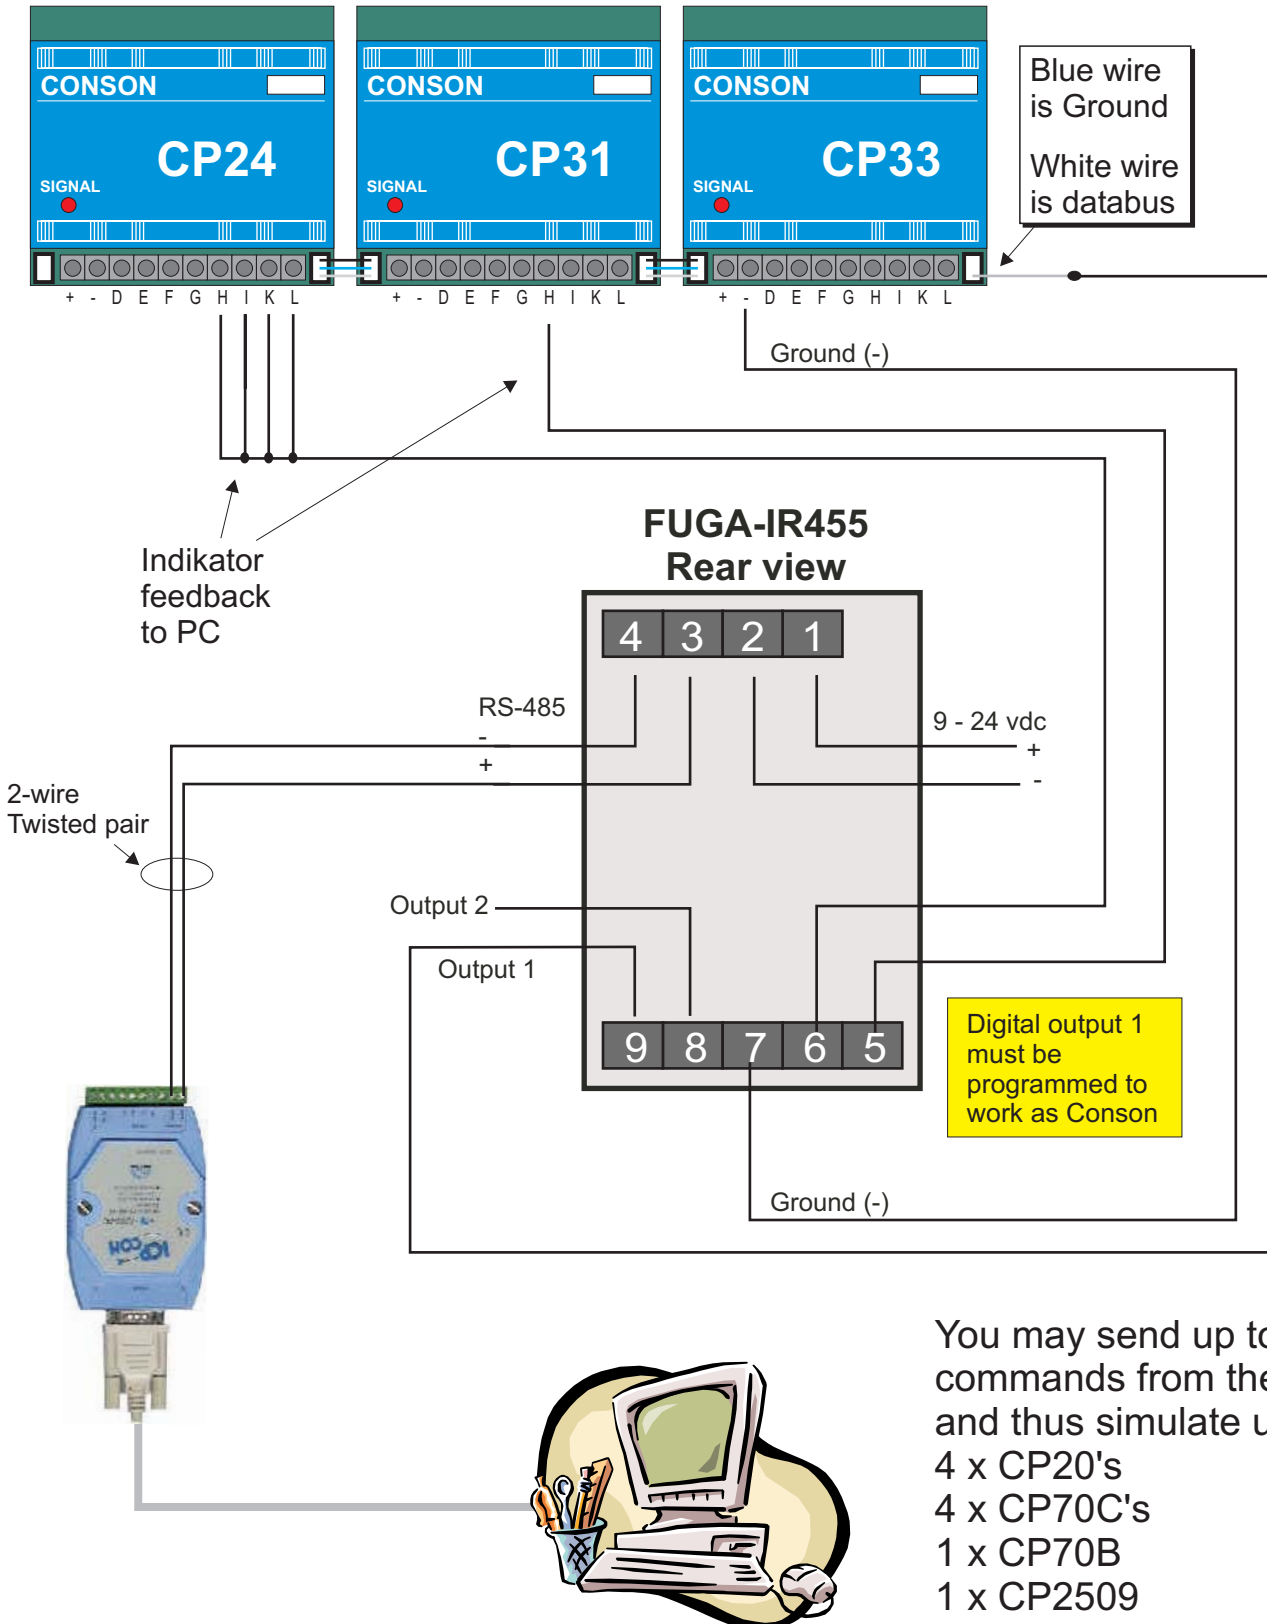 CONSON
CP24
SIGNAL
+ - D E F G H I K L
CONSON
CP31
SIGNAL
+ - D E F G H I K L
CONSON
CP33
SIGNAL
+ - D E F G H I K L
Blue wire
is Ground
White wire
is databus
Ground (-)
Indikator
feedback
to PC
FUGA-IR455
Rear view
4 3 2 1
RS-485
-
+
9 - 24 vdc
+
-
2-wire
Twisted pair
Output 2
Output 1
9 8 7 6 5
Digital output 1
must be
programmed to
work as Conson
Ground (-)
ICP CON
You may send up to
commands from the
and thus simulate u
4 x CP20's
4 x CP70C's
1 x CP70B
1 x CP2509